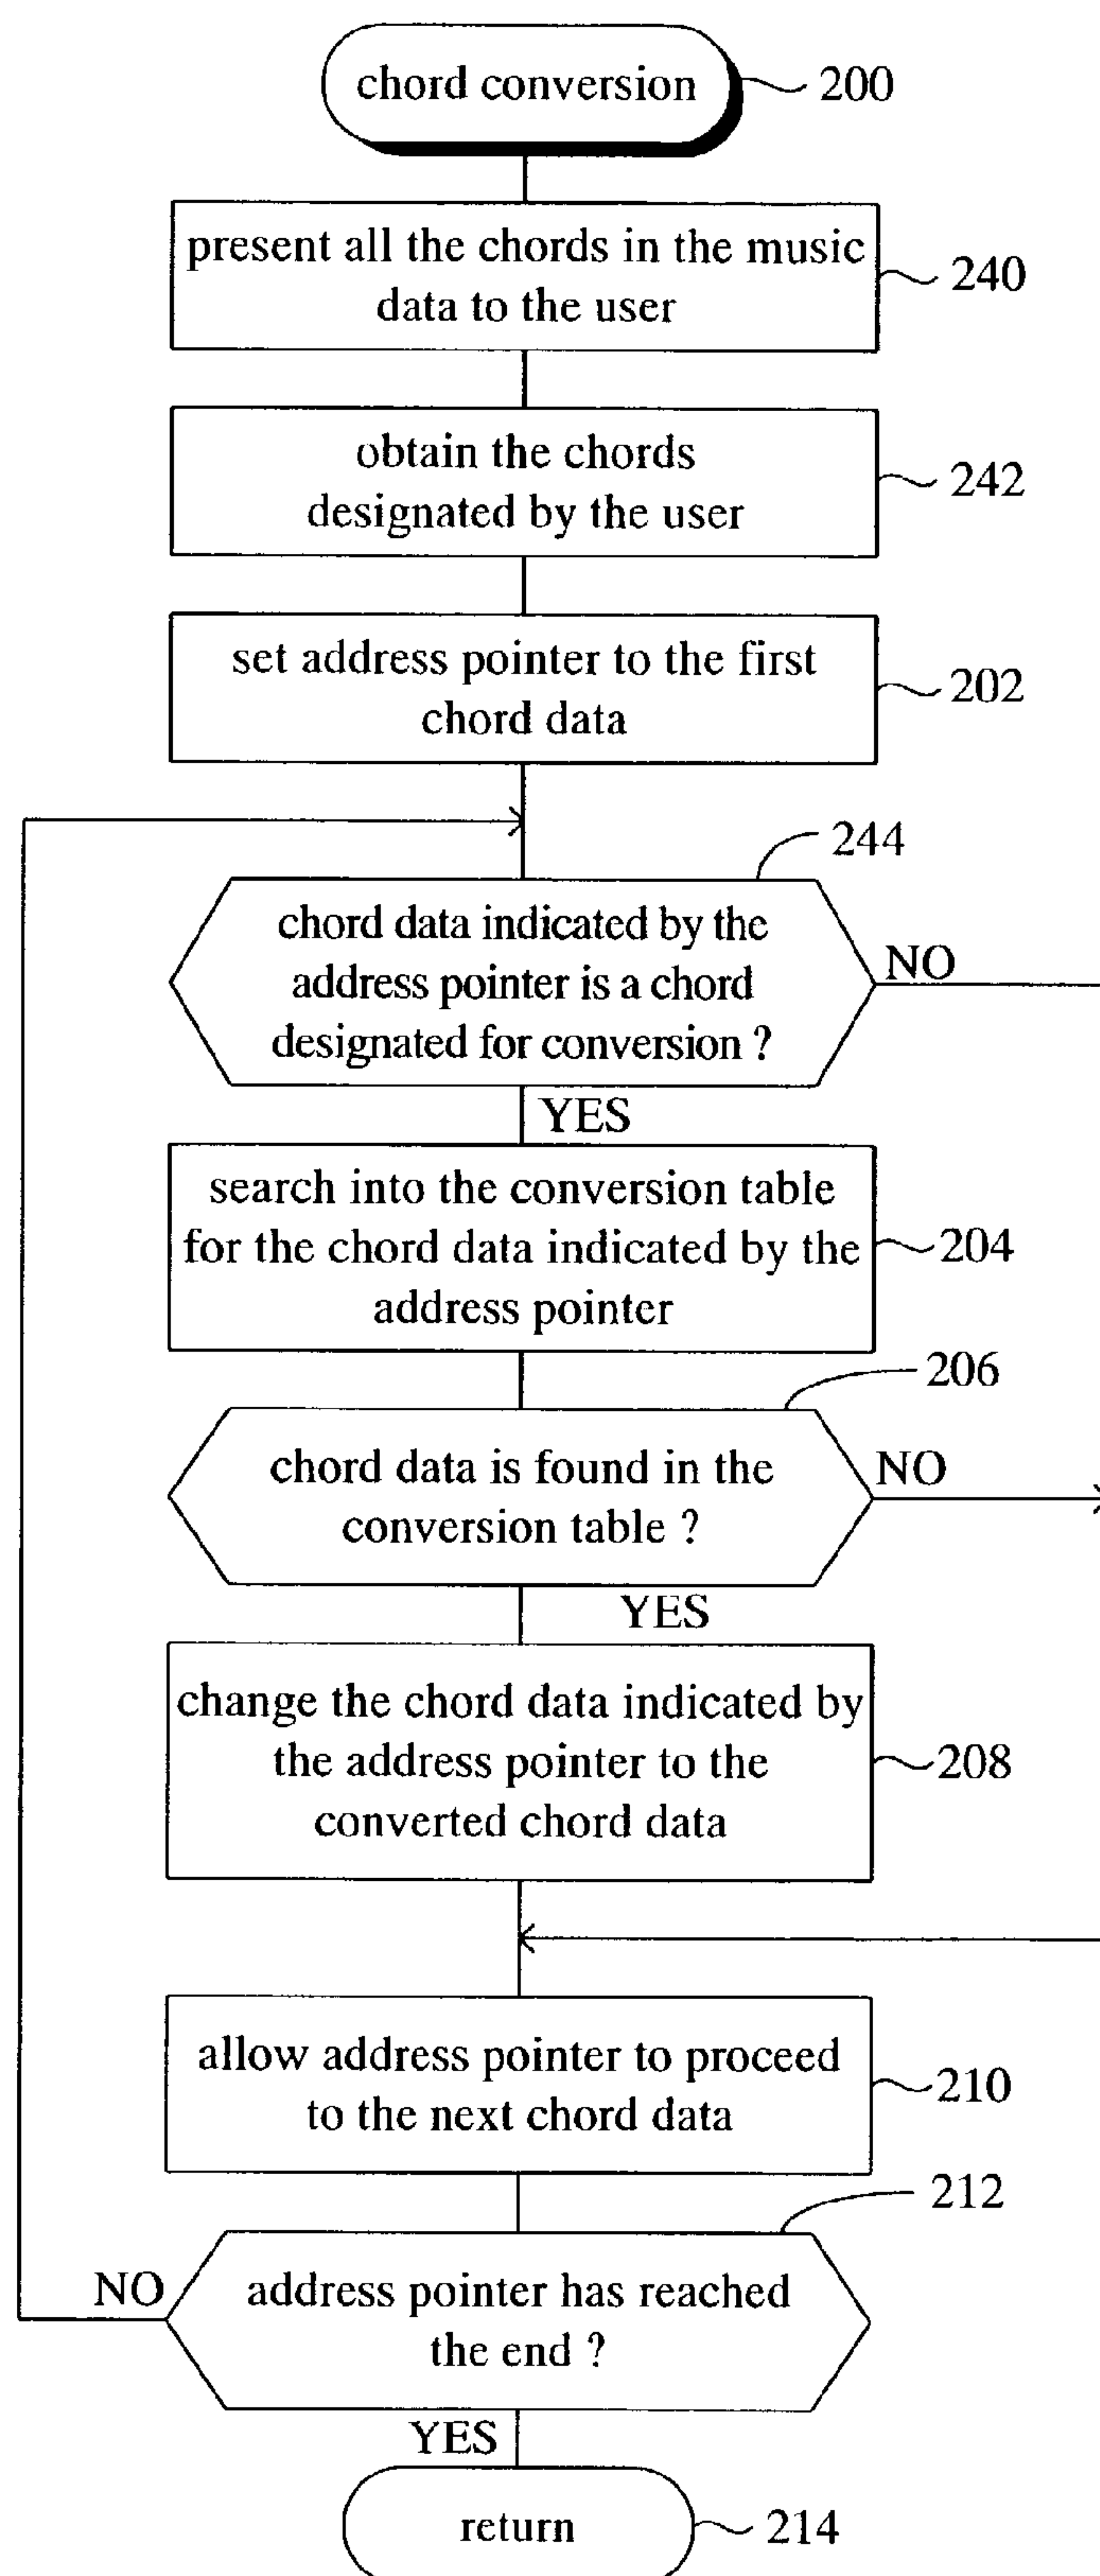 chord conversion
200
present all the chords in the music
data to the user
240
obtain the chords
designated by the user
242
set address pointer to the first
chord data
202
244
chord data indicated by the
address pointer is a chord
designated for conversion ?
NO
YES
search into the conversion table
for the chord data indicated by the
address pointer
204
206
chord data is found in the
conversion table ?
NO
YES
change the chord data indicated by
the address pointer to the
converted chord data
208
allow address pointer to proceed
to the next chord data
210
212
NO
address pointer has reached
the end ?
YES
return
214